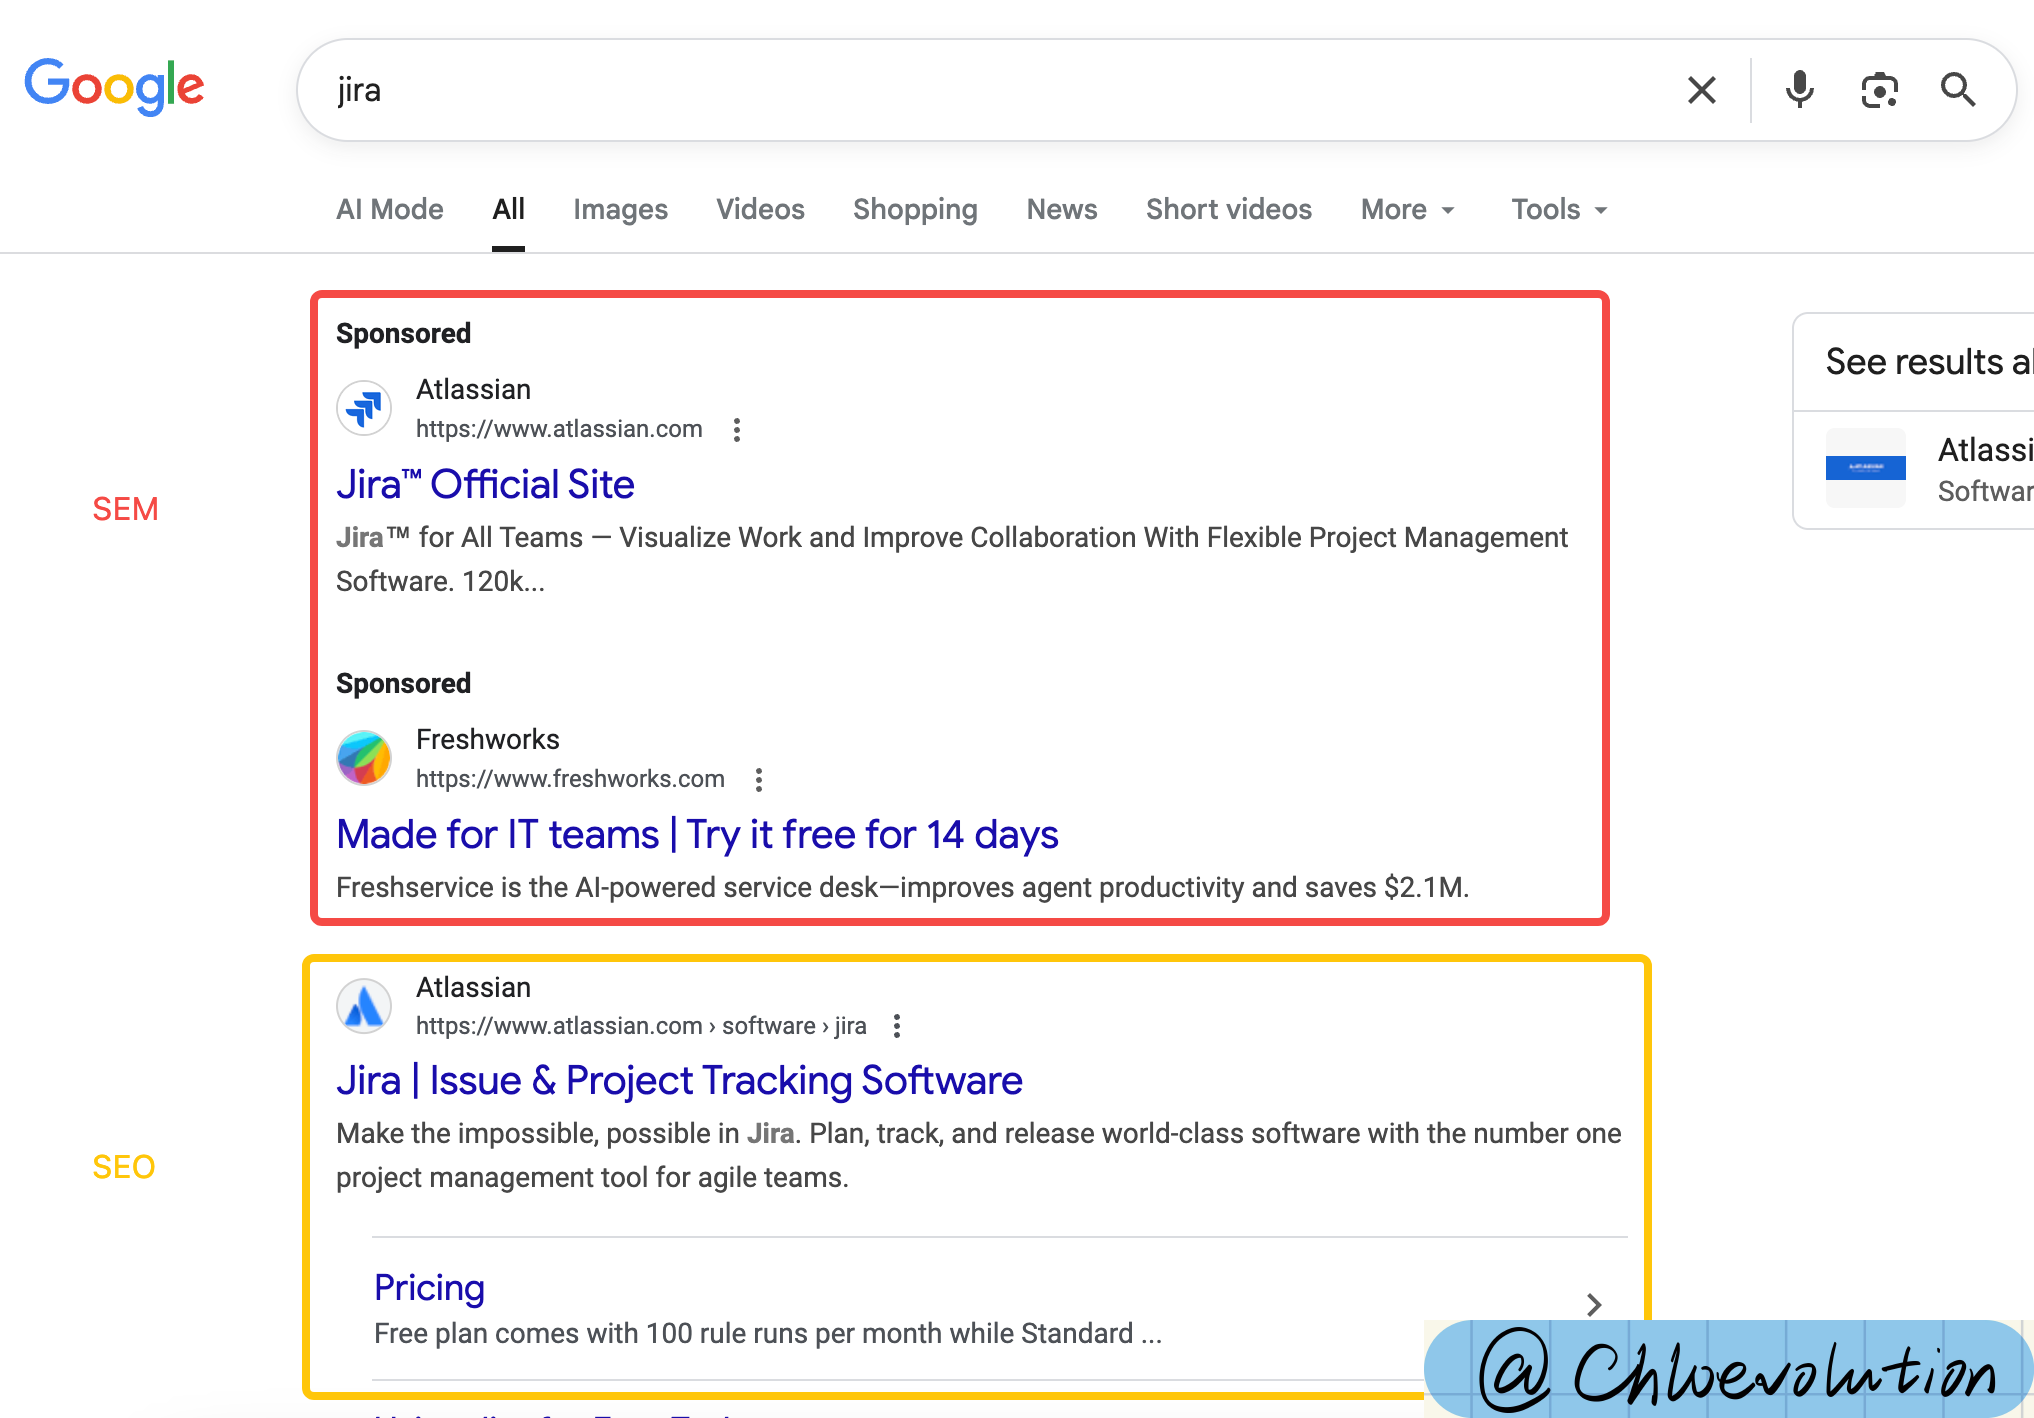 Google
jira
AI Mode All Images Videos Shopping News Short videos More Tools
Sponsored
Atlassian
https://www.atlassian.com
Jira™ Official Site
Jira™ for All Teams — Visualize Work and Improve Collaboration With Flexible Project Management
Software. 120k...
See results a
Atlassi
Softwar
SEM
Sponsored
Freshworks
https://www.freshworks.com
Made for IT teams | Try it free for 14 days
Freshservice is the AI-powered service desk—improves agent productivity and saves $2.1M.
Atlassian
https://www.atlassian.com › software › jira
Jira | Issue & Project Tracking Software
Make the impossible, possible in Jira. Plan, track, and release world-class software with the number one
project management tool for agile teams.
SEO
Pricing
Free plan comes with 100 rule runs per month while Standard ...
@Chloevolution